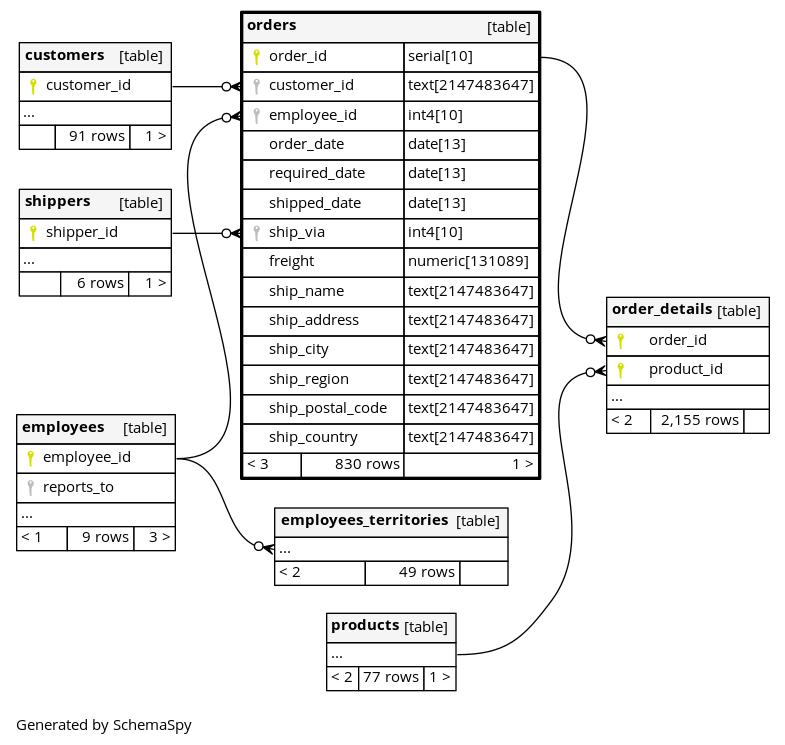 customers [table]
customer_id
...
91 rows 1 >
shippers [table]
shipper_id
...
6 rows 1 >
employees [table]
employee_id
reports_to
...
< 1 9 rows 3 >
orders [table]
order_id serial[10]
customer_id text[2147483647]
employee_id int4[10]
order_date date[13]
required_date date[13]
shipped_date date[13]
ship_via int4[10]
freight numeric[131089]
ship_name text[2147483647]
ship_address text[2147483647]
ship_city text[2147483647]
ship_region text[2147483647]
ship_postal_code text[2147483647]
ship_country text[2147483647]
< 3 830 rows 1 >
employees_territories [table]
...
< 2 49 rows
products [table]
...
< 2 77 rows 1 >
order_details [table]
order_id
product_id
...
< 2 2,155 rows
Generated by SchemaSpy